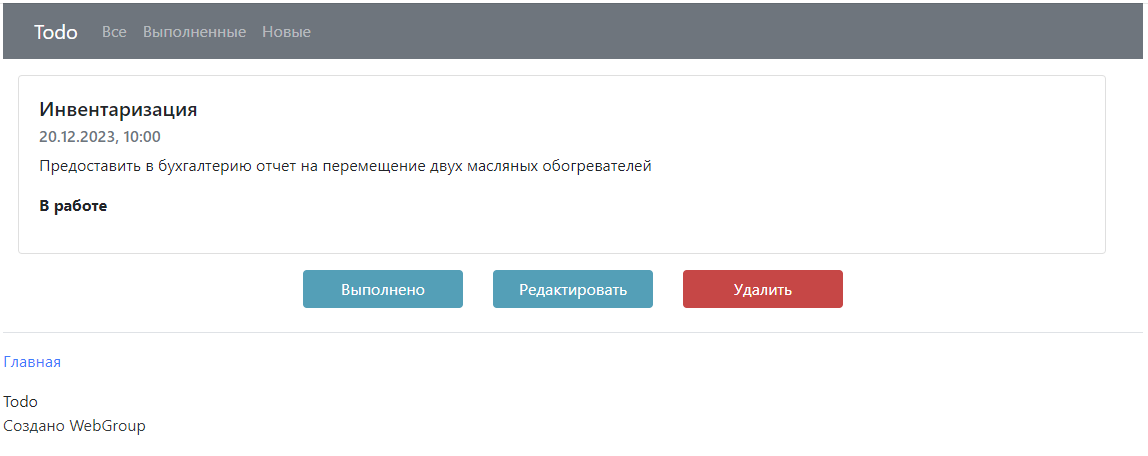 Todo Все Выполненные Новые
Инвентаризация
20.12.2023, 10:00
Предоставить в бухгалтерию отчет на перемещение двух масляных обогревателей
В работе
Выполнено Редактировать Удалить
Главная
Todo
Создано WebGroup